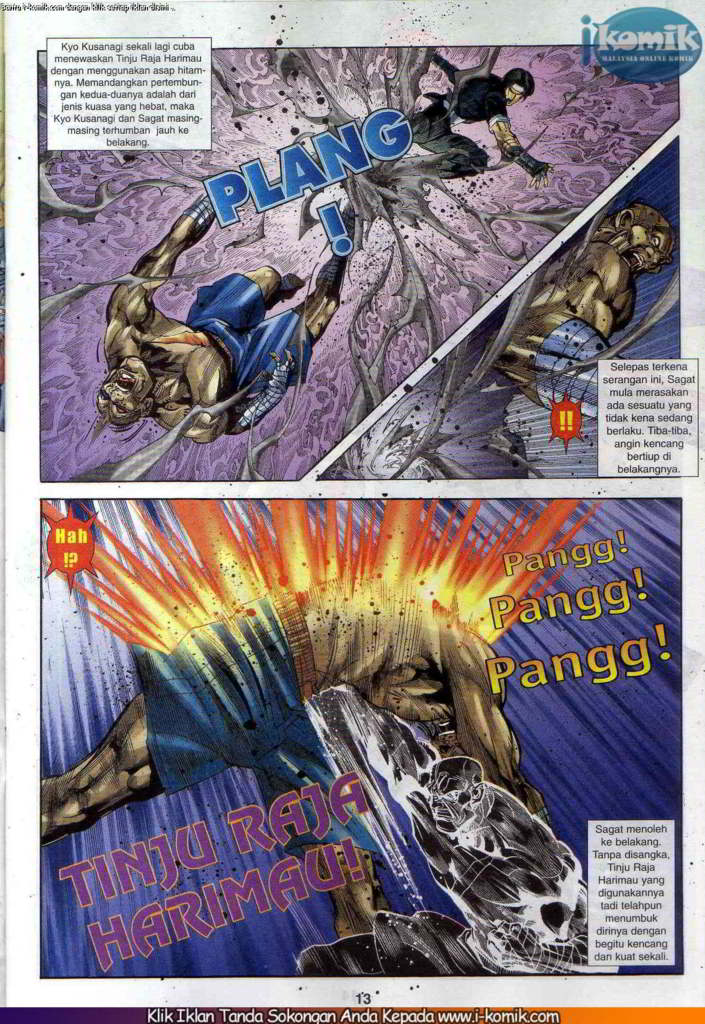 ikomik
MALAYSIA ONLINE KOMIK
Kyo Kusanagi sekali lagi cuba
menewaskan Tinju Raja Harimau
dengan menggunakan asap hitam-
nya. Memandangkan pertembung-
gan kedua-duanya adalah dari
jenis kuasa yang hebat, maka
Kyo Kusanagi dan Sagat masing-
masing terhumban jauh ke
belakang.
PLANG
!
Selepas terkena
serangan ini, Sagat
mula merasakan
ada sesuatu yang
tidak kena sedang
berlaku. Tiba-tiba,
angin kencang
bertiup di
belakangnya.
!!
Hah
!?
Pangg!
Pangg!
Pangg!
TINJU RAJA
HARIMAU!
Sagat menoleh
ke belakang.
Tanpa disangka,
Tinju Raja
Harimau yang
digunakannya
tadi telahpun
menumbuk
dirinya dengan
begitu kencang
dan kuat sekali.
13
Klik Iklan Tanda Sokongan Anda Kepada www.i-komik.com